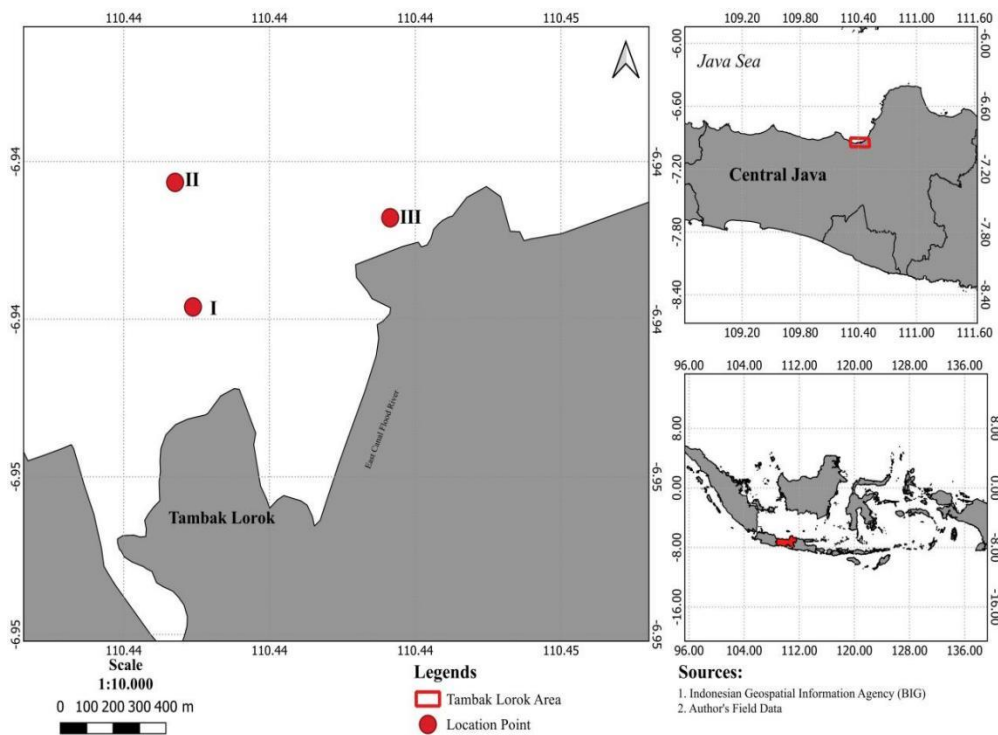 110.44 110.44 110.44 110.45
-6.94 -6.94
II
III
I
-6.94 -6.94
East Canal Flood River
-6.95 -6.95
Tambak Lorok
-6.95 -6.95
110.44 110.44 110.44 110.45
Scale
1:10.000
0 100 200 300 400 m
Legends
Tambak Lorok Area
Location Point
109.20 109.80 110.40 111.00 111.60
-6.00 -6.00
Java Sea
-6.60 -6.60
Central Java
-7.20 -7.20
-7.80 -7.80
-8.40 -8.40
109.20 109.80 110.40 111.00 111.60
96.00 104.00 112.00 120.00 128.00 136.00
8.00 8.00
0.00 0.00
-8.00 -8.00
-16.00 -16.00
96.00 104.00 112.00 120.00 128.00 136.00
Sources:
1. Indonesian Geospatial Information Agency (BIG)
2. Author's Field Data